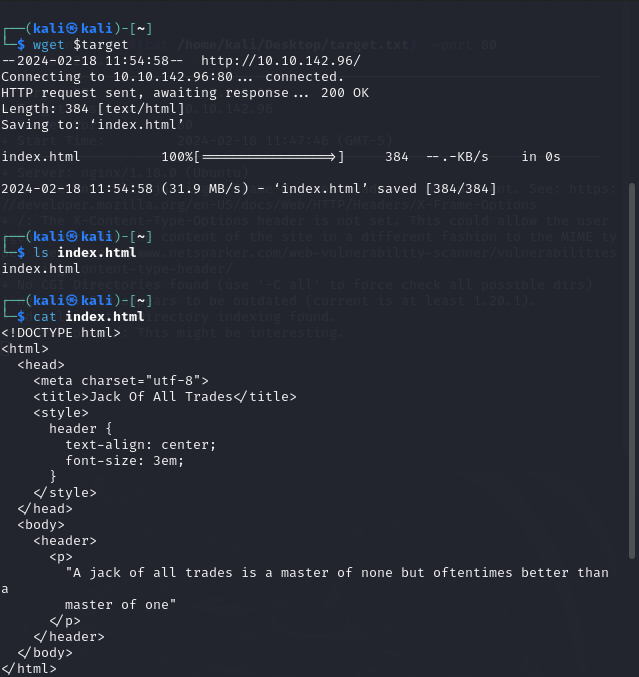 ┌──(kali㉿kali)-[~]
└─$ wget $target
--2024-02-18 11:54:58--  http://10.10.142.96/
Connecting to 10.10.142.96:80... connected.
HTTP request sent, awaiting response... 200 OK
Length: 384 [text/html]
Saving to: ‘index.html’
index.html          100%[===================>]     384  --.-KB/s    in 0s
2024-02-18 11:54:58 (31.9 MB/s) - ‘index.html’ saved [384/384]
┌──(kali㉿kali)-[~]
└─$ ls index.html
index.html
┌──(kali㉿kali)-[~]
└─$ cat index.html
<!DOCTYPE html>
<html>
  <head>
    <meta charset="utf-8">
    <title>Jack Of All Trades</title>
    <style>
      header {
        text-align: center;
        font-size: 3em;
      }
    </style>
  </head>
  <body>
    <header>
      <p>
        "A jack of all trades is a master of none but oftentimes better than
a
        master of one"
      </p>
    </header>
  </body>
</html>